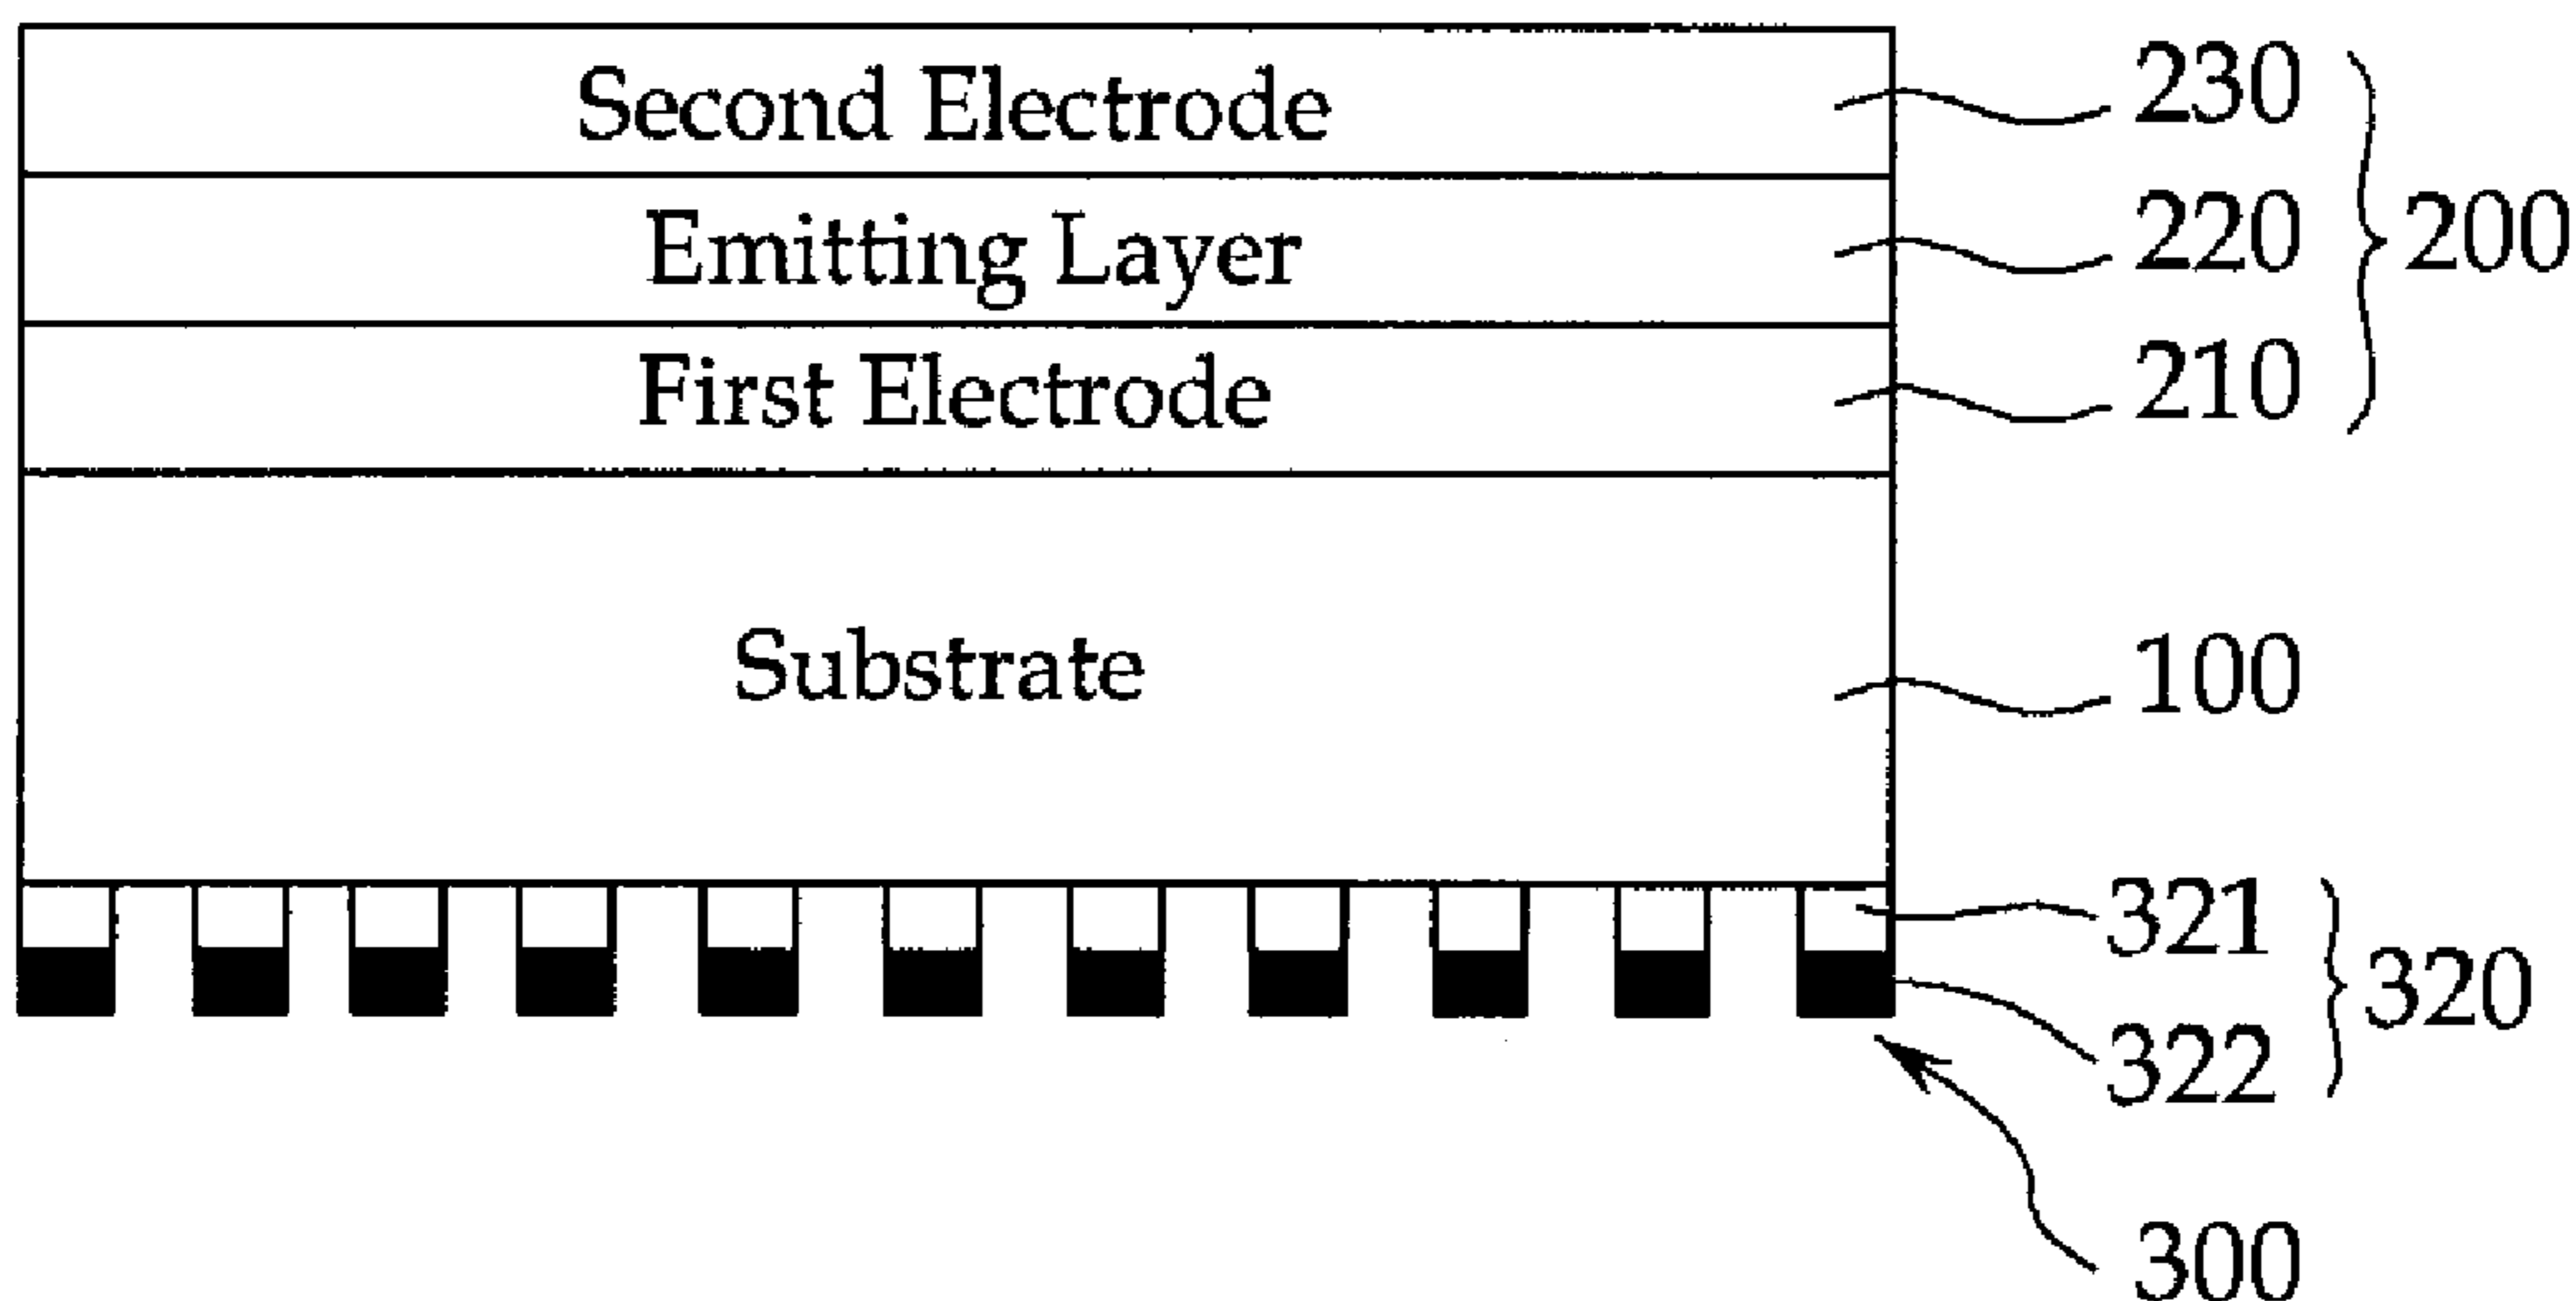 Second Electrode 230
Emitting Layer 220 200
First Electrode 210
Substrate 100
321
320
322
300